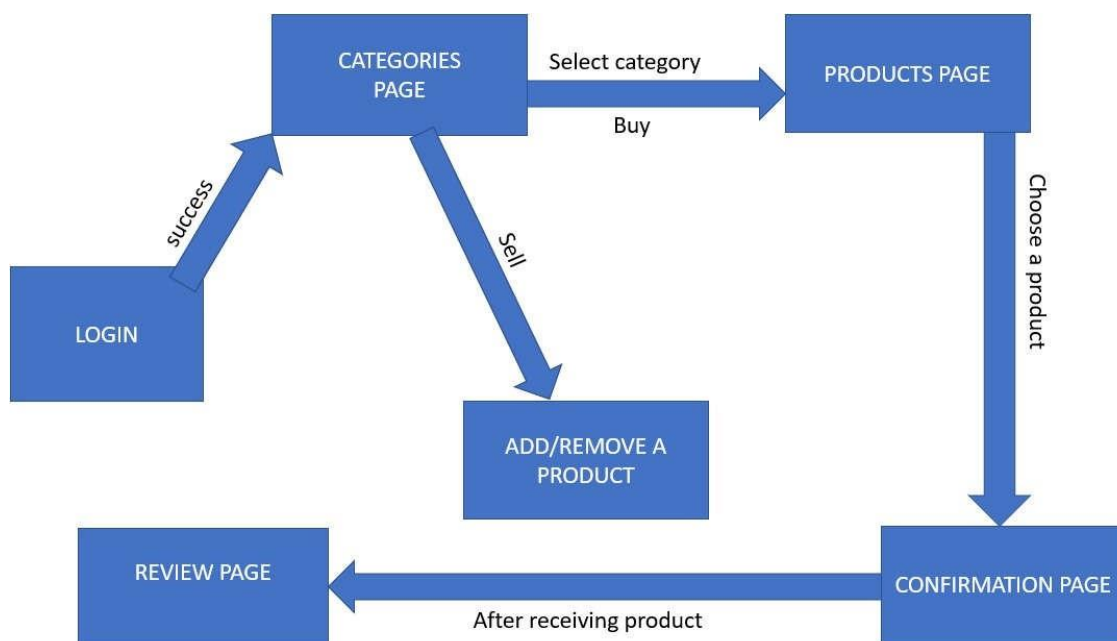 CATEGORIES
PAGE
Select category
Buy
PRODUCTS PAGE
success
Sell
Choose a product
LOGIN
ADD/REMOVE A
PRODUCT
REVIEW PAGE
After receiving product
CONFIRMATION PAGE